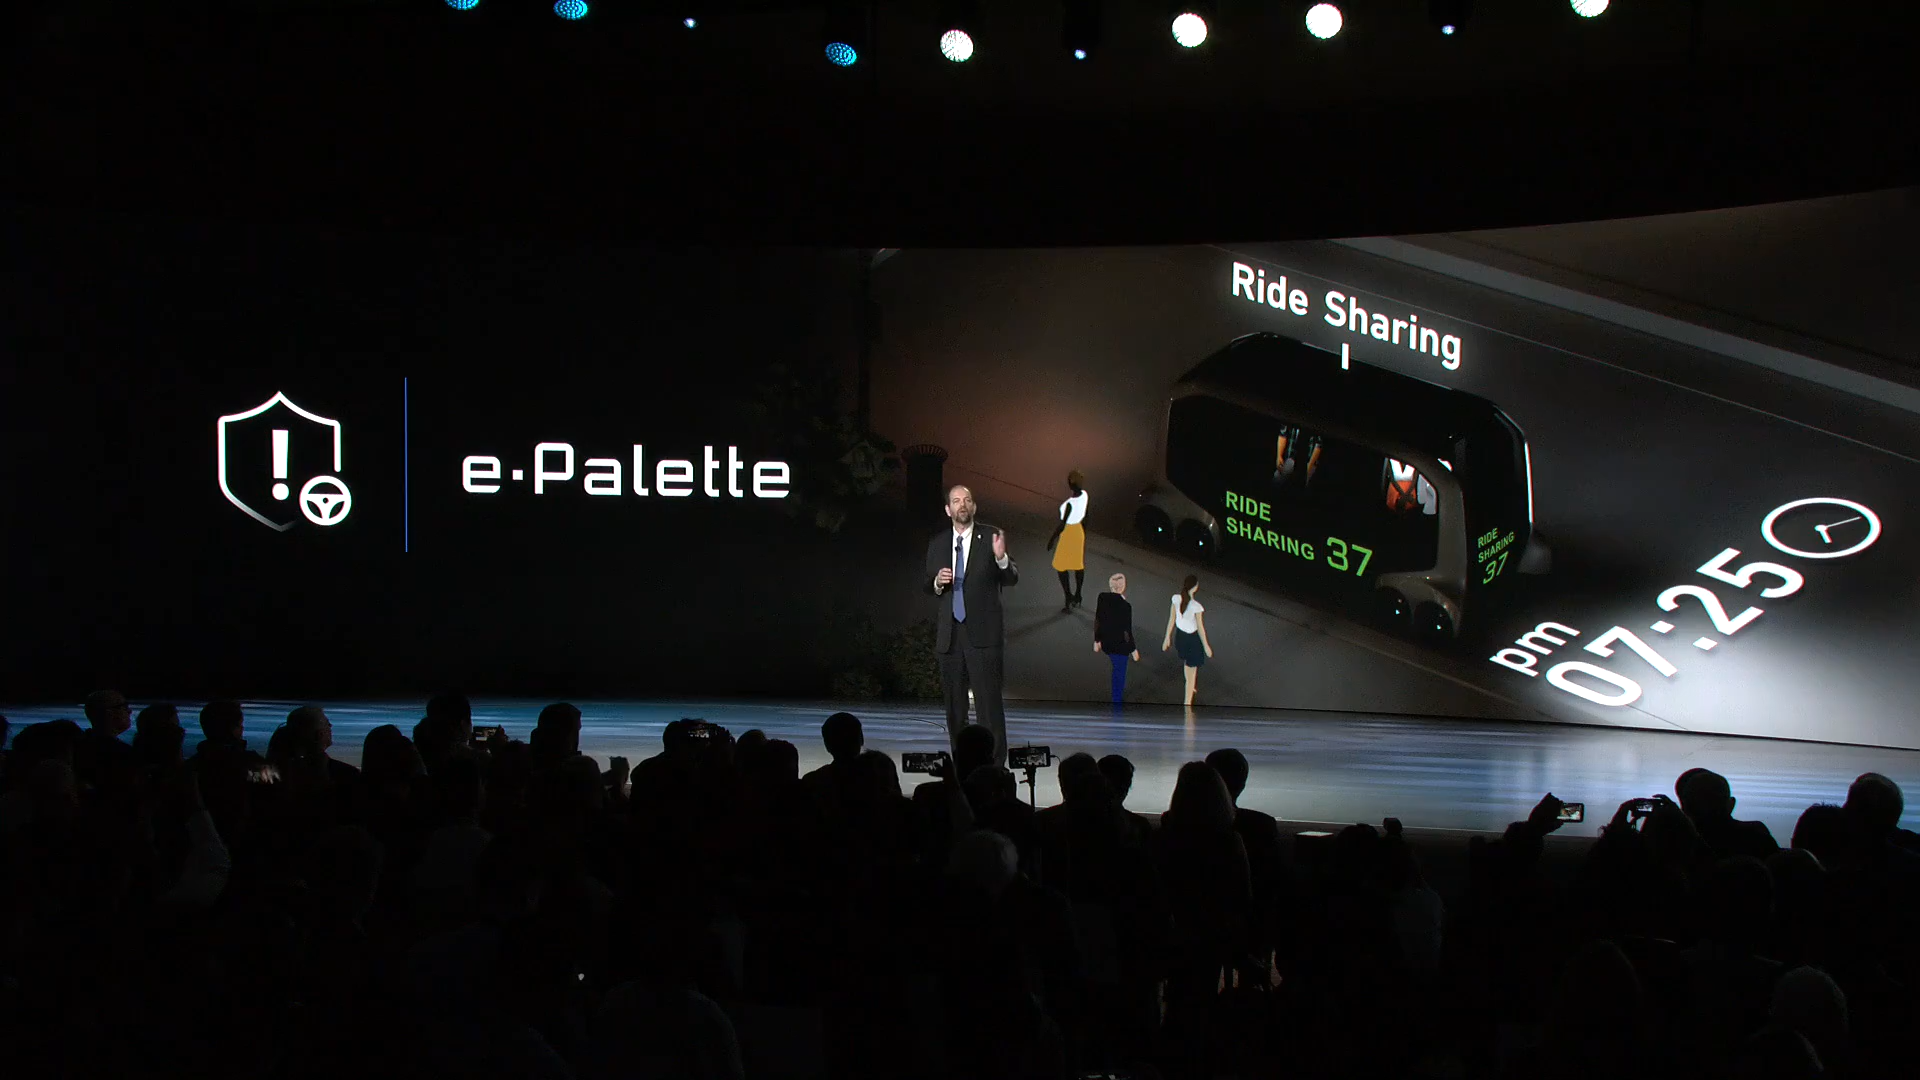 e-Palette
Ride Sharing
RIDE
SHARING 37
RIDE
SHARING
37
pm
07:25